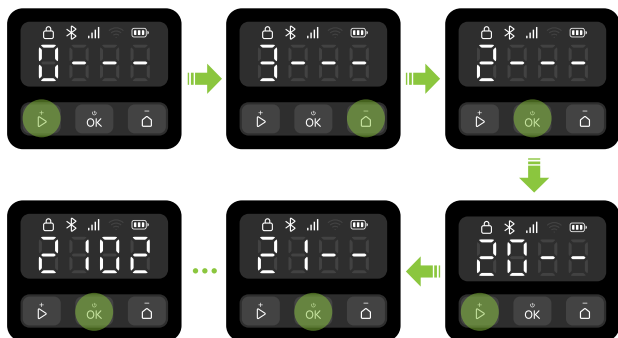 0---
+ −
OK
3---
+ −
OK
2---
+ −
OK
2102
+ −
OK
21--
+ −
OK
20--
+ −
OK